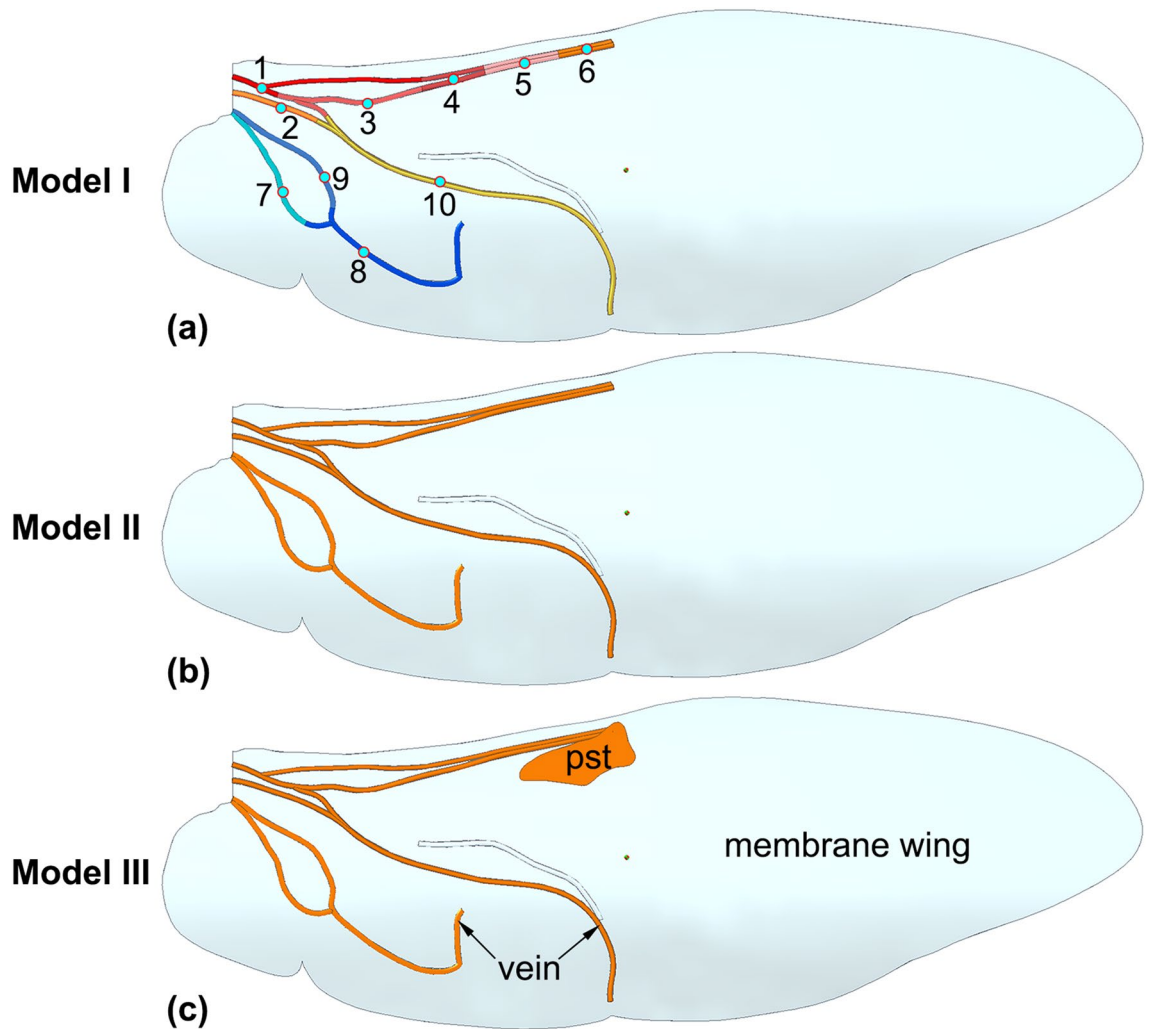 1
2
3
4
5
6
7
8
9
10
Model I
(a)
Model II
(b)
pst
membrane wing
Model III
vein
(c)